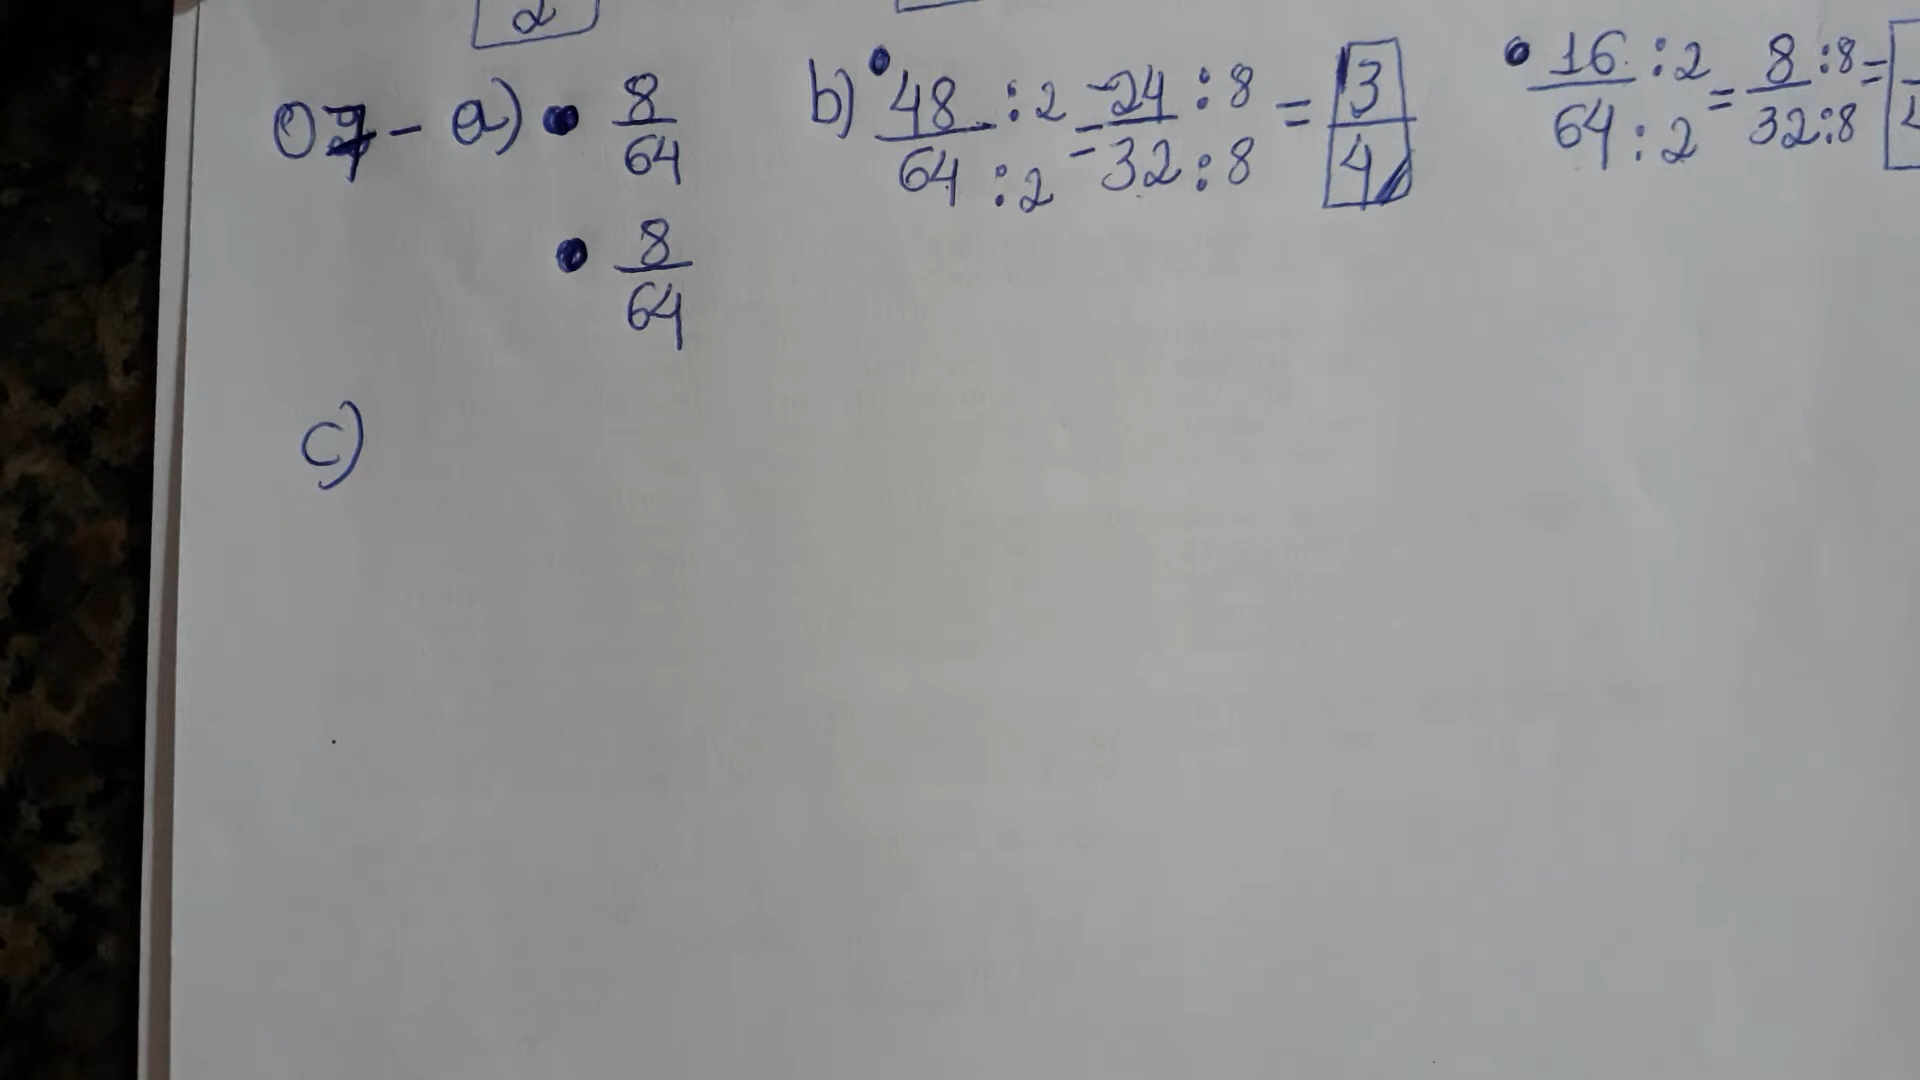 2
07 - a) • 8/64 b) • 48/64 :2/:2 = 24/32 :8/:8 = 3/4 • 16/64 :2/:2 = 8/32 :8/:8 =
• 8/64
c)